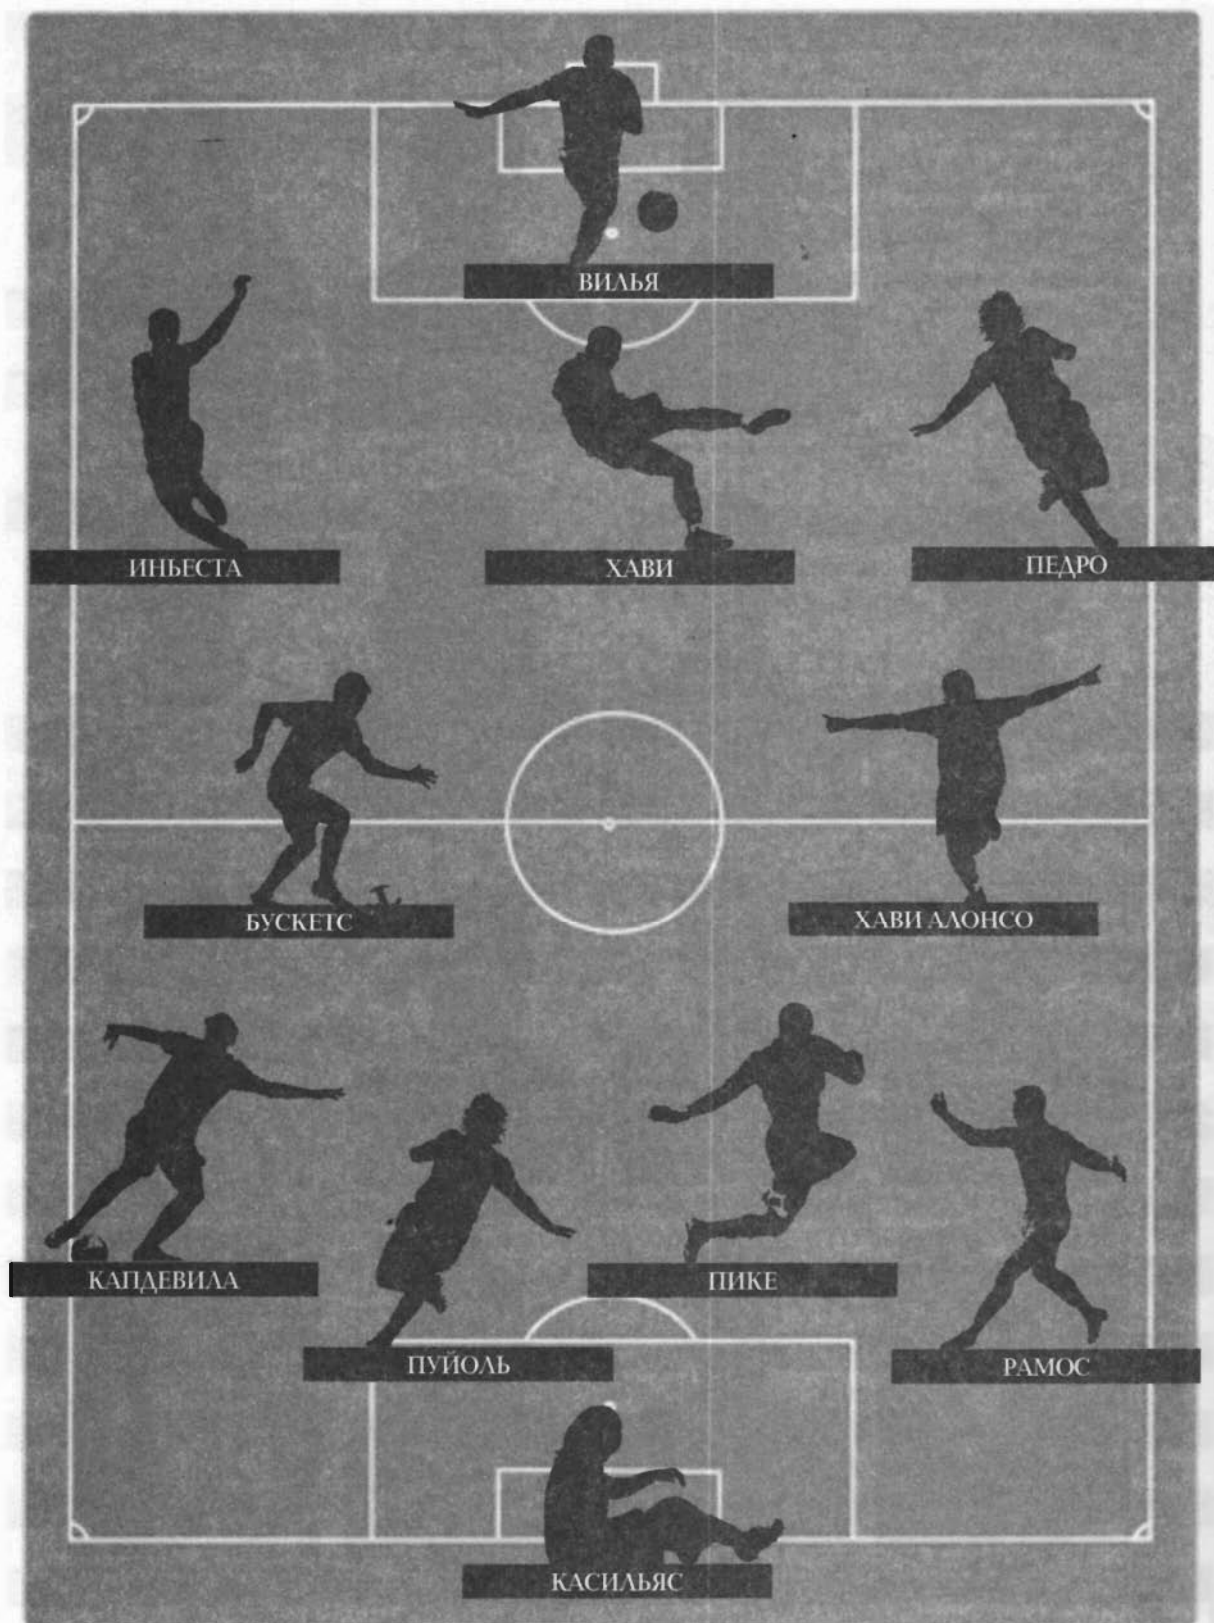 ВИЛЬЯ
ИНЬЕСТА
ХАВИ
ПЕДРО
БУСКЕТС
ХАВИ АЛОНСО
КАПДЕВИЛА
ПИКЕ
ПУЙОЛЬ
РАМОС
КАСИЛЬЯС